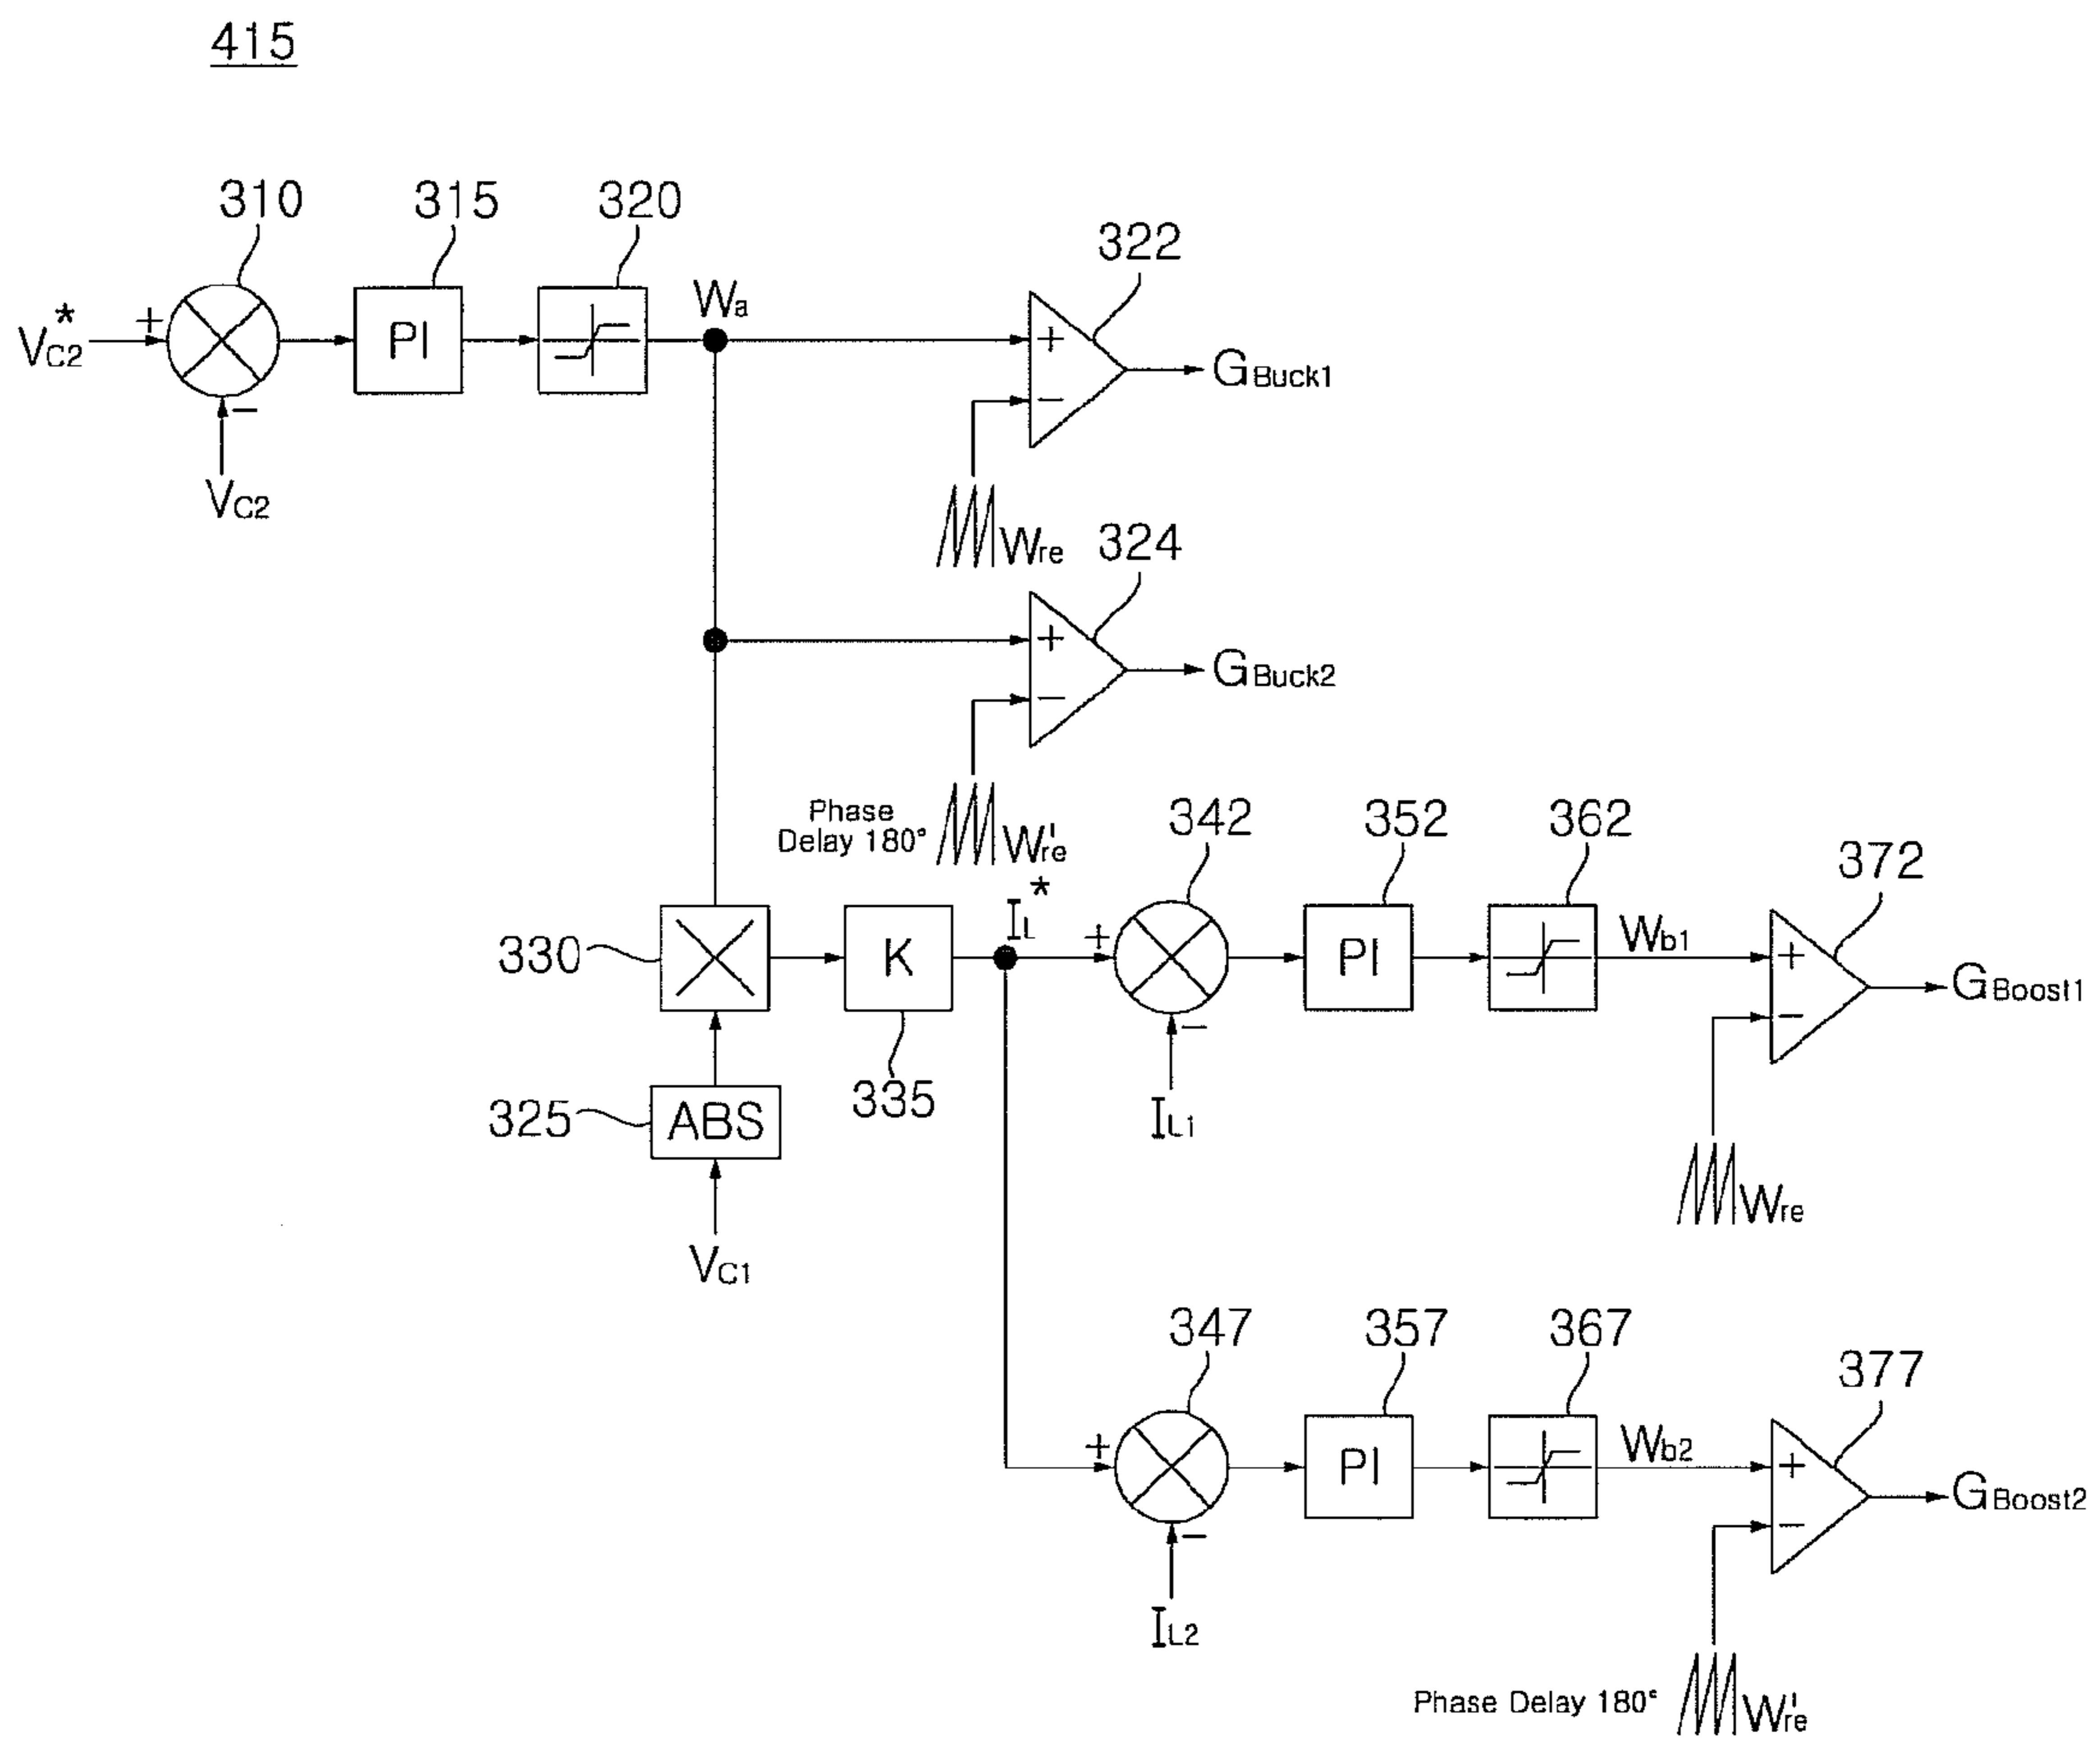 415
310
315
320
322
V*C2
+
PI
Wa
+
−
GBuck1
−
VC2
Wre
324
+
−
GBuck2
Phase
Delay 180°
W're
342
352
362
372
330
K
I*L
+
PI
Wb1
+
−
GBoost1
−
325
ABS
335
IL1
Wre
VC1
347
357
367
377
+
PI
Wb2
+
−
GBoost2
−
IL2
Phase Delay 180°
W're